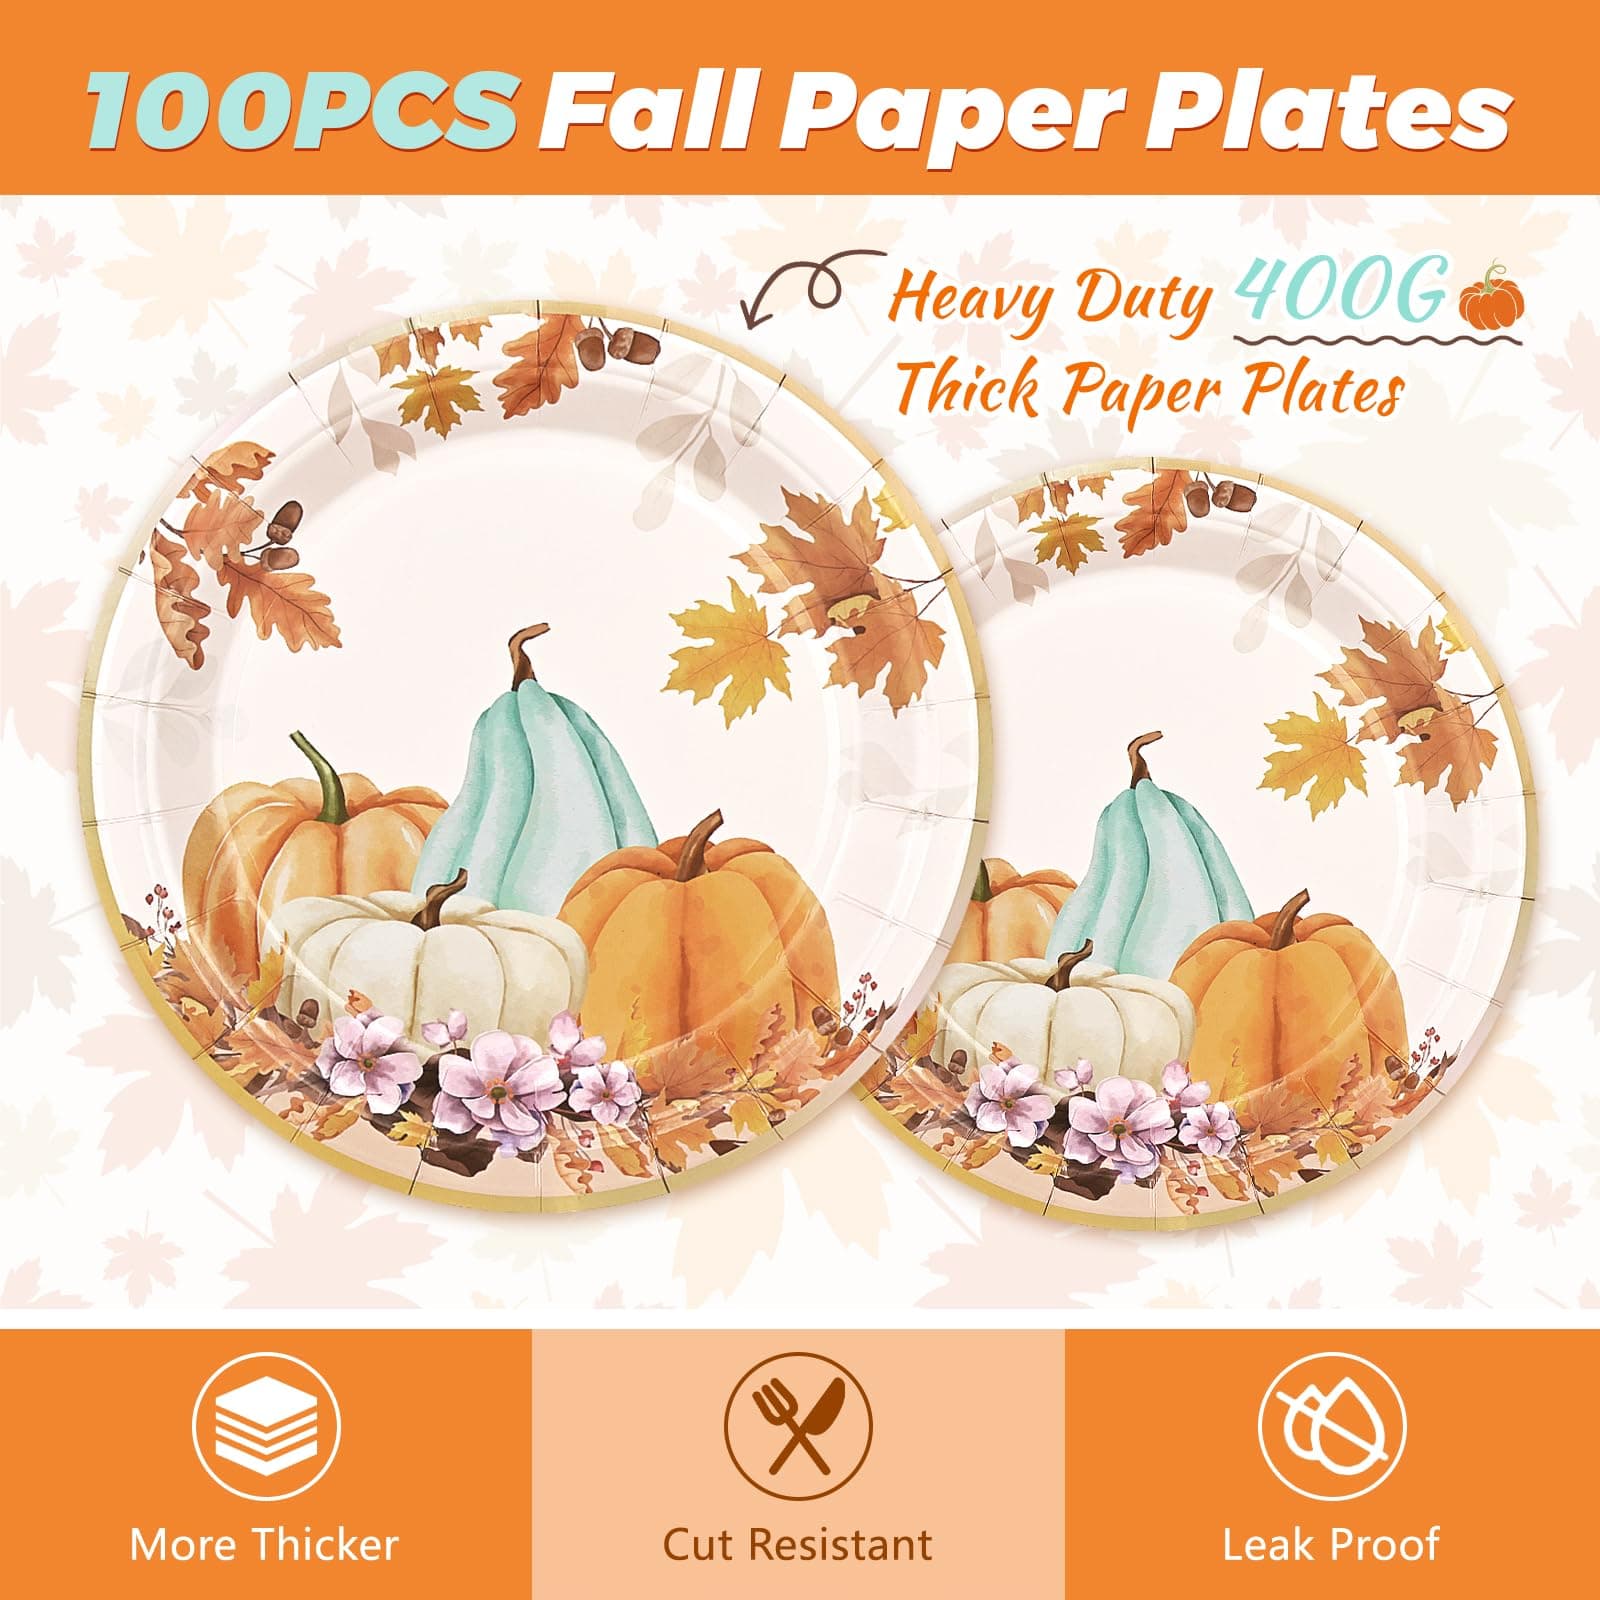 100PCS Fall Paper Plates
Heavy Duty 400G
Thick Paper Plates
More Thicker
Cut Resistant
Leak Proof